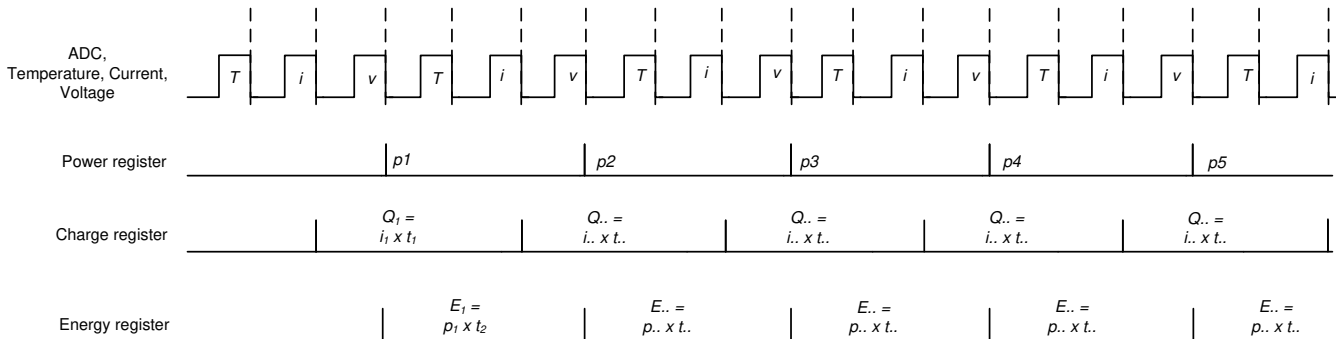 ADC,
Temperature, Current,
Voltage
T i v T i v T i v T i v T i v T i
Power register
p1 p2 p3 p4 p5
Charge register
Q1 = Q.. = Q.. = Q.. = Q.. =
i1 x t1 i.. x t.. i.. x t.. i.. x t.. i.. x t..
Energy register
E1 = E.. = E.. = E.. = E.. =
p1 x t2 p.. x t.. p.. x t.. p.. x t.. p.. x t..